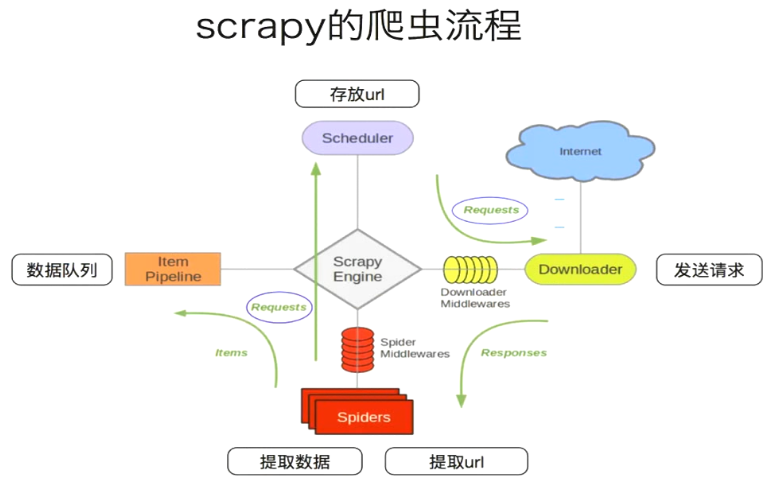 scrapy的爬虫流程
存放url
Scheduler
Internet
Requests
数据队列
Item
Pipeline
Scrapy
Engine
Downloader
发送请求
Downloader
Middlewares
Requests
Items
Spider
Middlewares
Responses
Spiders
提取数据
提取url